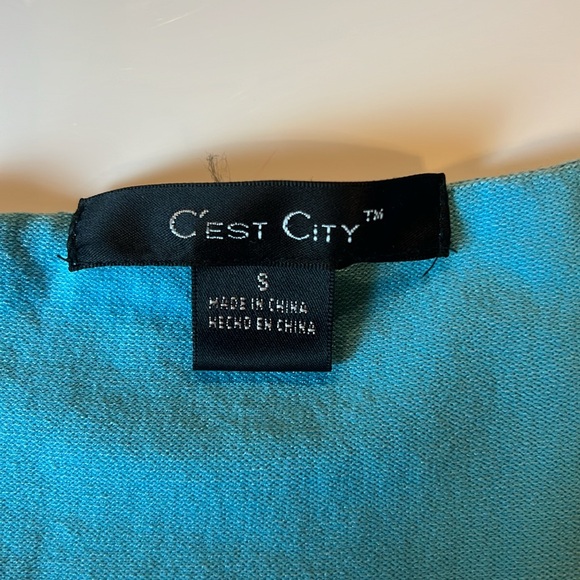 C'EST CiTY™
S
MADE IN CHINA
HECHO EN CHINA